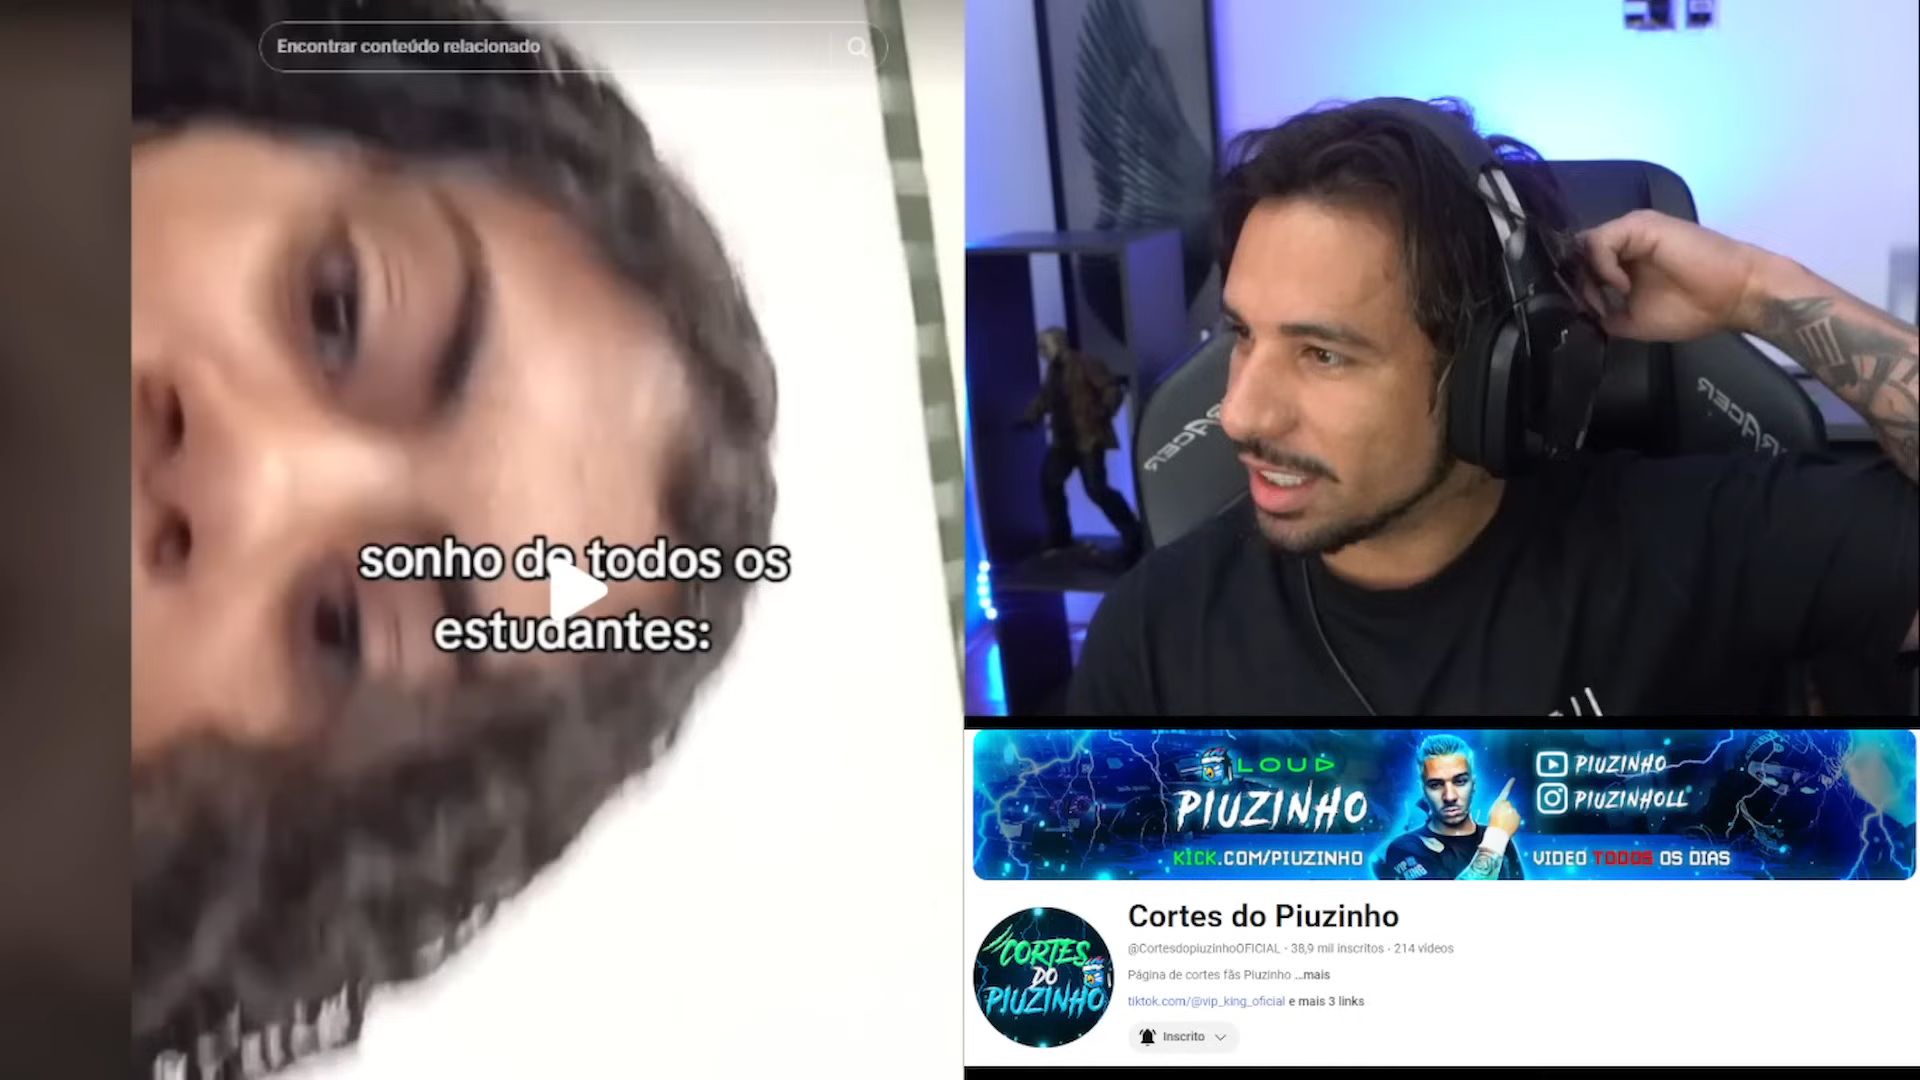 Encontrar conteúdo relacionado
sonho de todos os
estudantes:
LOUD
PIUZINHO
KICK.COM/PIUZINHO
PIUZINHO
PIUZINHOLL
VIDEO TODOS OS DIAS
VIP
KING
CORTES
DO
PIUZINHO
Cortes do Piuzinho
@CortesdopiuzinhoOFICIAL · 38,9 mil inscritos · 214 vídeos
Página de cortes fãs Piuzinho ...mais
tiktok.com/@vip_king_oficial e mais 3 links
Inscrito